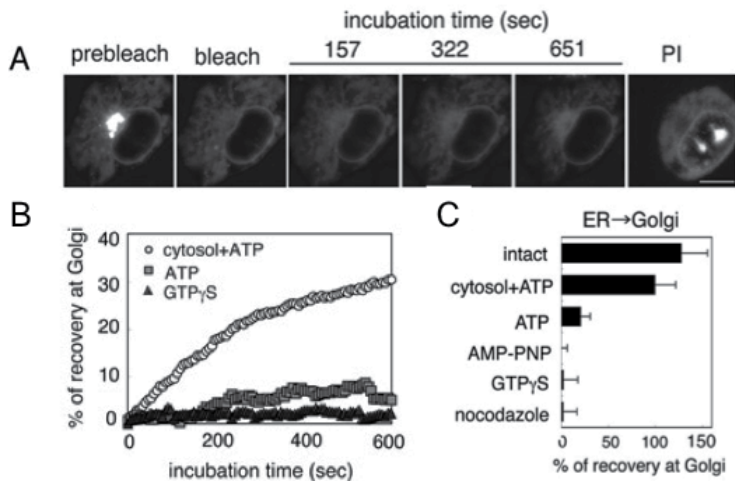 incubation time (sec)
A
prebleach bleach 157 322 651 PI
B
% of recovery at Golgi
40
30
20
10
0
cytosol+ATP
ATP
GTPγS
0 200 400 600
incubation time (sec)
C
ER→Golgi
intact
cytosol+ATP
ATP
AMP-PNP
GTPγS
nocodazole
0 50 100 150
% of recovery at Golgi